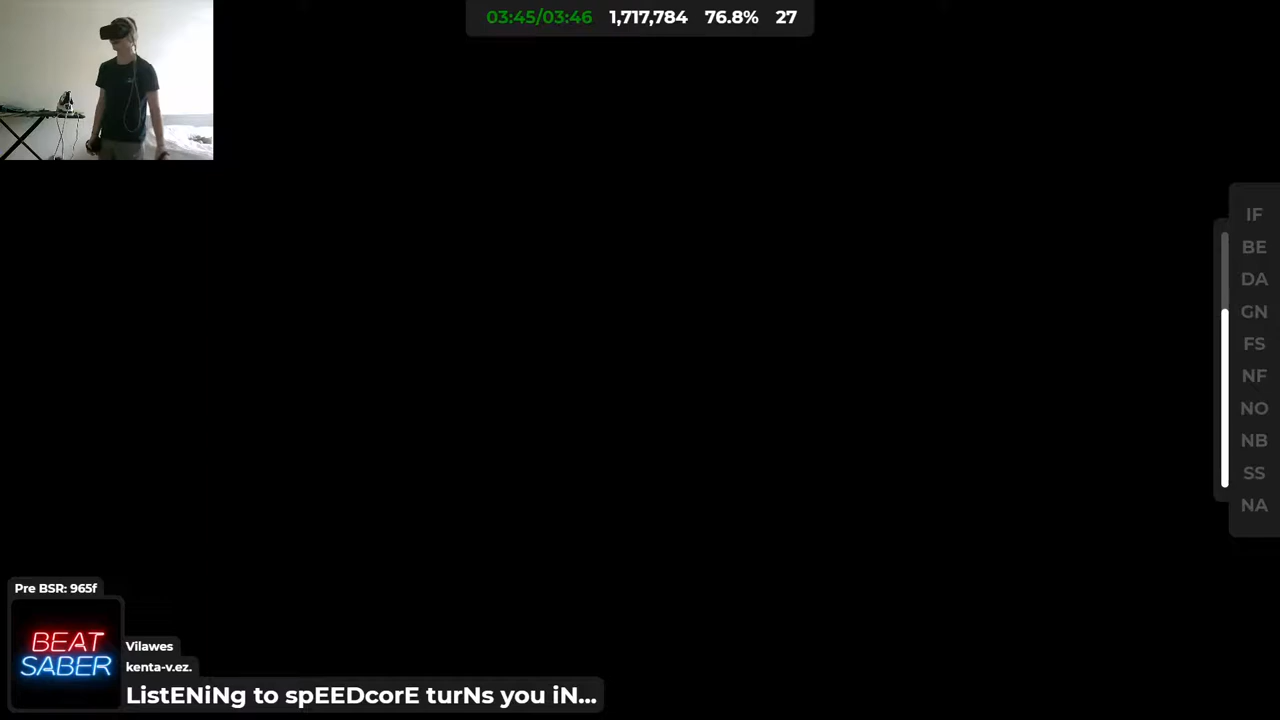 03:45/03:46 1,717,784 76.8% 27
IF
BE
DA
GN
FS
NF
NO
NB
SS
NA
Pre BSR: 965f
BEAT
SABER
Vilawes
kenta-v.ez.
ListENiNg to spEEDcorE turNs you iN...